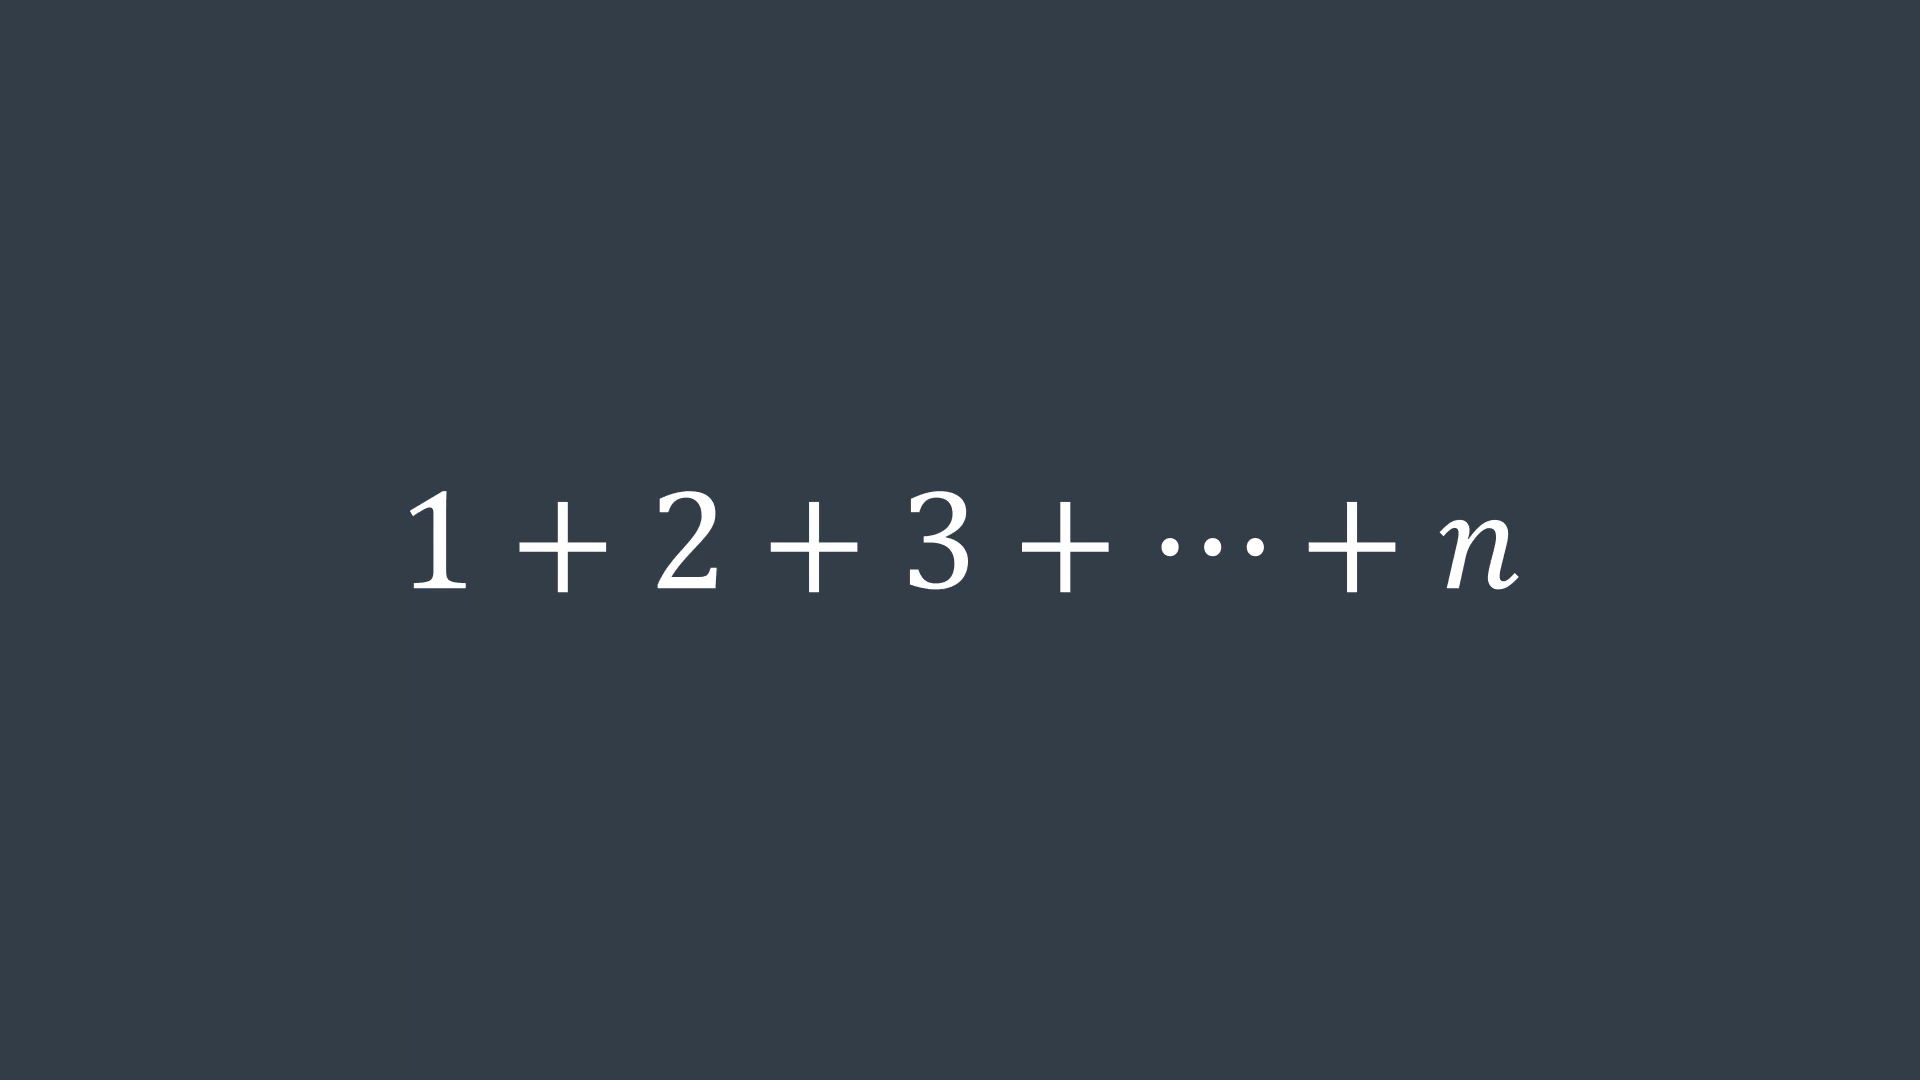 1 + 2 + 3 + ⋯ + n